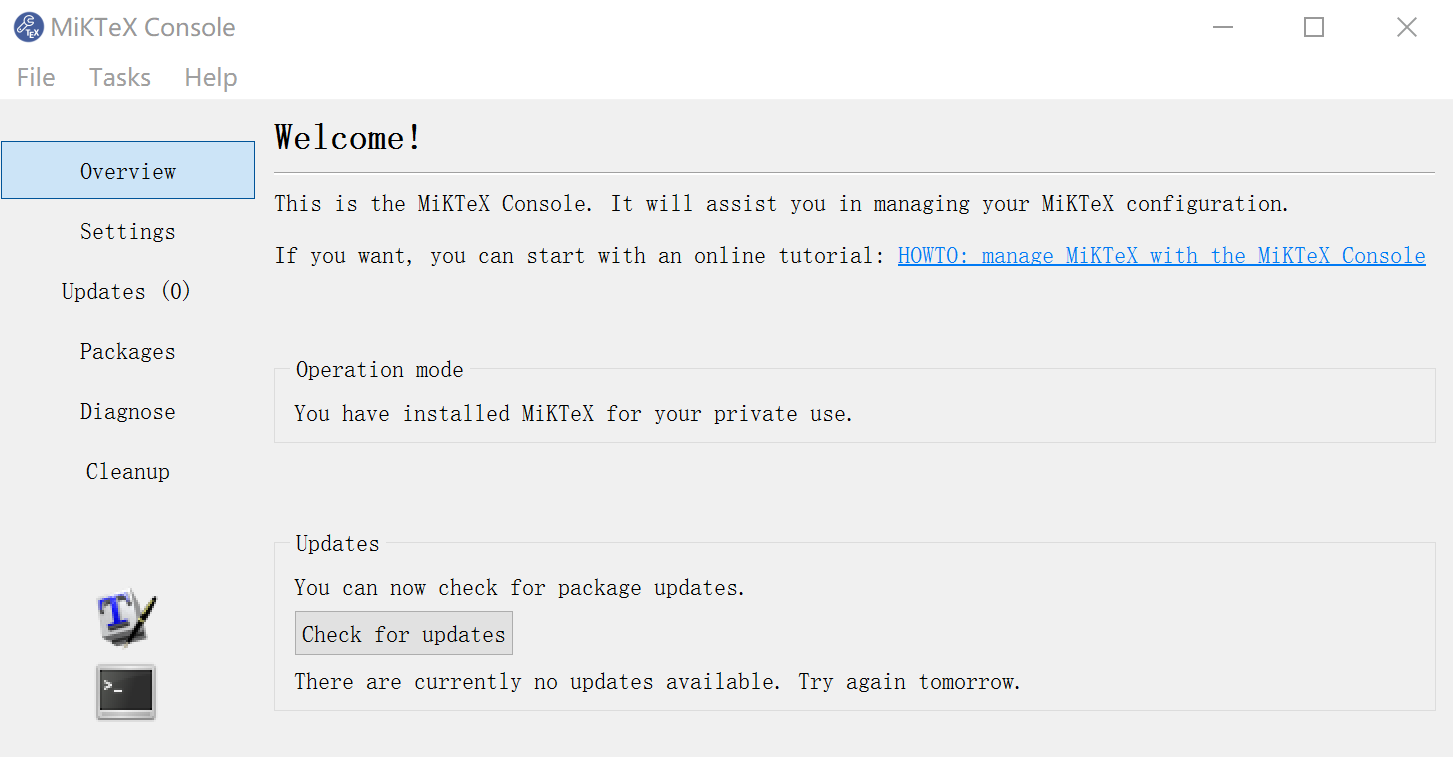 MiKTeX Console
File Tasks Help
Welcome!
Overview
This is the MiKTeX Console. It will assist you in managing your MiKTeX configuration.
Settings
If you want, you can start with an online tutorial: HOWTO: manage MiKTeX with the MiKTeX Console
Updates (0)
Packages
Operation mode
Diagnose
You have installed MiKTeX for your private use.
Cleanup
Updates
You can now check for package updates.
Check for updates
There are currently no updates available. Try again tomorrow.